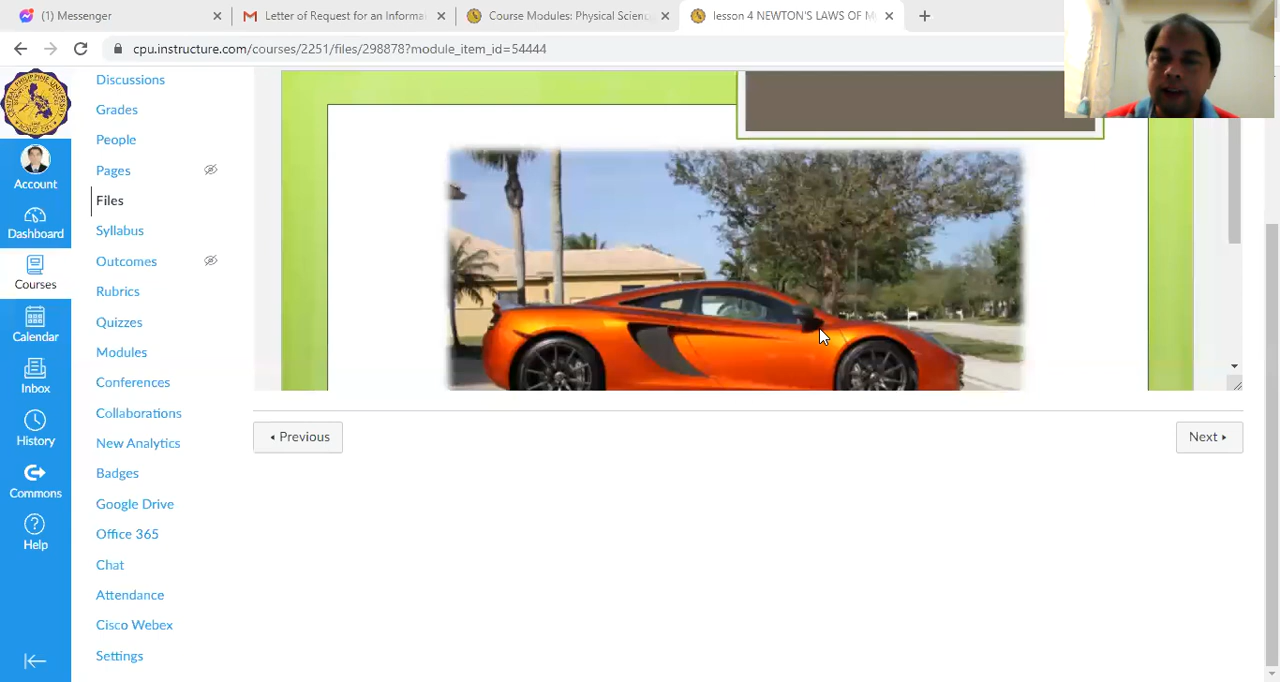 (1) Messenger
Letter of Request for an Informa
Course Modules: Physical Scienc
lesson 4 NEWTON'S LAWS OF M
cpu.instructure.com/courses/2251/files/298878?module_item_id=54444
Account
Dashboard
Courses
Calendar
Inbox
History
Commons
Help
Discussions
Grades
People
Pages
Files
Syllabus
Outcomes
Rubrics
Quizzes
Modules
Conferences
Collaborations
New Analytics
Badges
Google Drive
Office 365
Chat
Attendance
Cisco Webex
Settings
Previous
Next